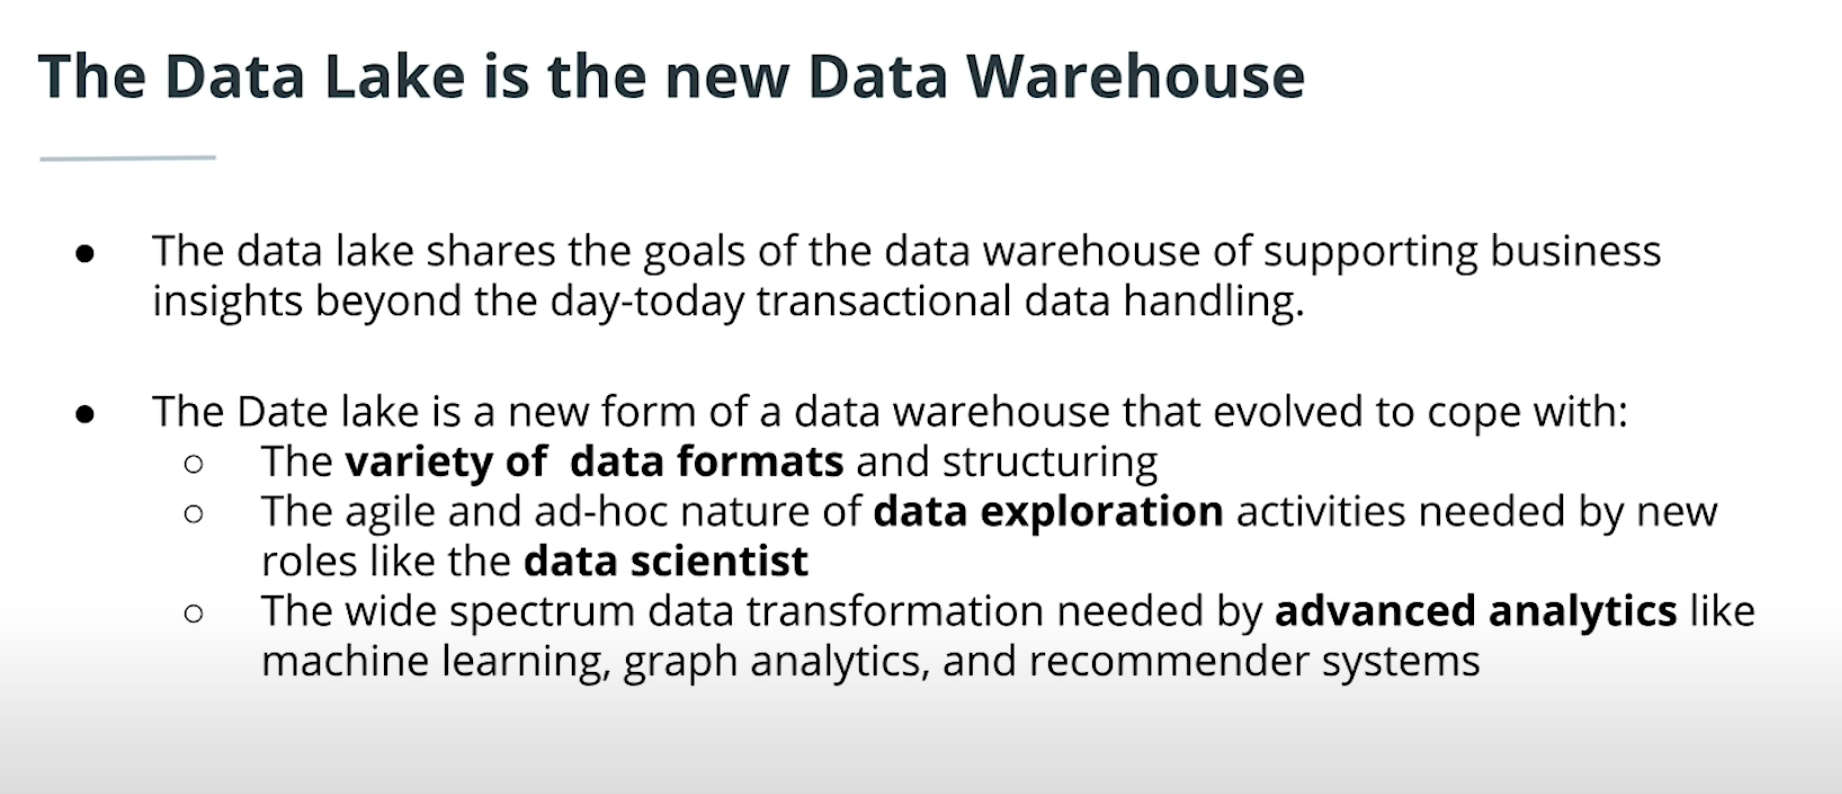 The Data Lake is the new Data Warehouse
● The data lake shares the goals of the data warehouse of supporting business
insights beyond the day-today transactional data handling.
● The Date lake is a new form of a data warehouse that evolved to cope with:
○ The variety of  data formats and structuring
○ The agile and ad-hoc nature of data exploration activities needed by new
roles like the data scientist
○ The wide spectrum data transformation needed by advanced analytics like
machine learning, graph analytics, and recommender systems